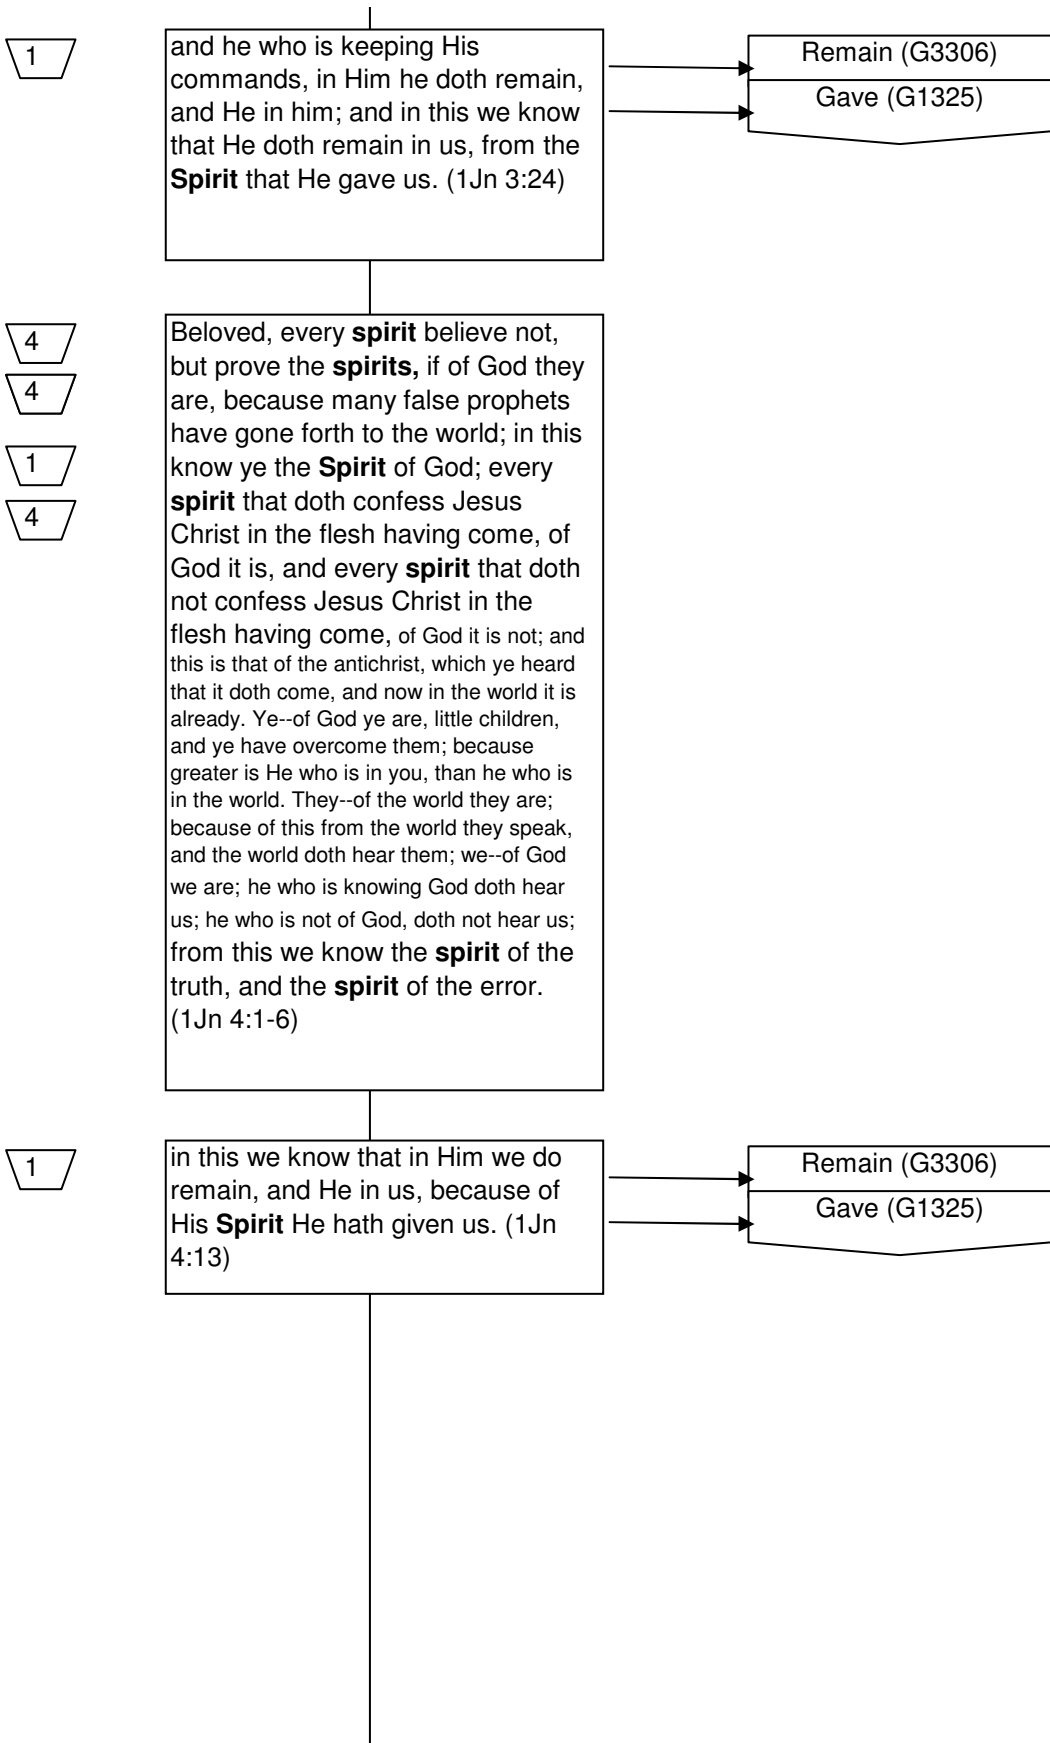 1
and he who is keeping His
commands, in Him he doth remain,
and He in him; and in this we know
that He doth remain in us, from the
Spirit that He gave us. (1Jn 3:24)
Remain (G3306)
Gave (G1325)
4
4
1
4
Beloved, every spirit believe not,
but prove the spirits, if of God they
are, because many false prophets
have gone forth to the world; in this
know ye the Spirit of God; every
spirit that doth confess Jesus
Christ in the flesh having come, of
God it is, and every spirit that doth
not confess Jesus Christ in the
flesh having come, of God it is not; and
this is that of the antichrist, which ye heard
that it doth come, and now in the world it is
already. Ye--of God ye are, little children,
and ye have overcome them; because
greater is He who is in you, than he who is
in the world. They--of the world they are;
because of this from the world they speak,
and the world doth hear them; we--of God
we are; he who is knowing God doth hear
us; he who is not of God, doth not hear us;
from this we know the spirit of the
truth, and the spirit of the error.
(1Jn 4:1-6)
1
in this we know that in Him we do
remain, and He in us, because of
His Spirit He hath given us. (1Jn
4:13)
Remain (G3306)
Gave (G1325)